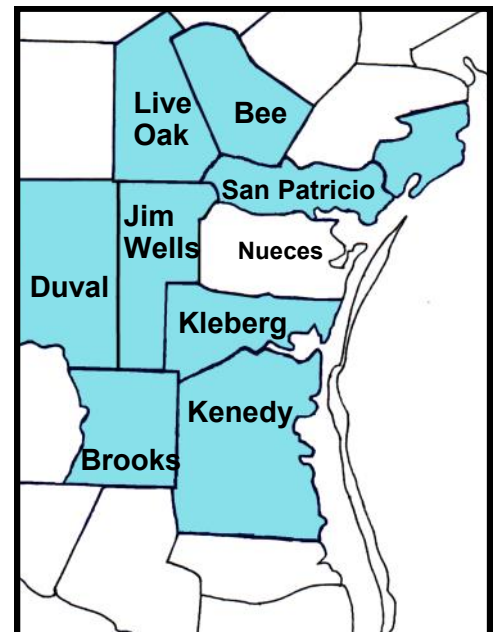 Live
Oak
Bee
San Patricio
Jim
Wells
Nueces
Duval
Kleberg
Kenedy
Brooks